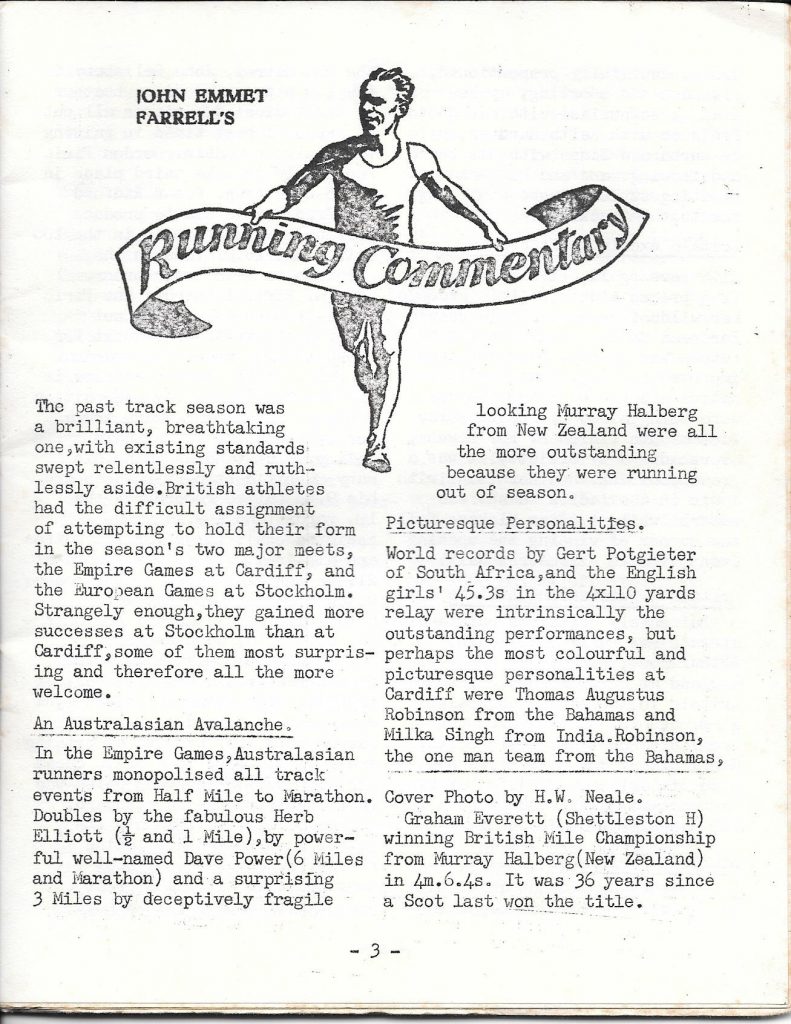 JOHN EMMET
FARRELL'S
Running Commentary
The past track season was
a brilliant, breathtaking
one,with existing standards
swept relentlessly and ruth-
lessly aside.British athletes
had the difficult assignment
of attempting to hold their form
in the season's two major meets,
the Empire Games at Cardiff, and
the European Games at Stockholm.
Strangely enough,they gained more
successes at Stockholm than at
Cardiff,some of them most surpris-
ing and therefore all the more
welcome.
An Australasian Avalanche.
In the Empire Games,Australasian
runners monopolised all track
events from Half Mile to Marathon.
Doubles by the fabulous Herb
Elliott (½ and 1 Mile),by power-
ful well-named Dave Power(6 Miles
and Marathon) and a surprising
3 Miles by deceptively fragile
looking Murray Halberg
from New Zealand were all
the more outstanding
because they were running
out of season.
Picturesque Personalities.
World records by Gert Potgieter
of South Africa,and the English
girls' 45.3s in the 4x110 yards
relay were intrinsically the
outstanding performances, but
perhaps the most colourful and
picturesque personalities at
Cardiff were Thomas Augustus
Robinson from the Bahamas and
Milka Singh from India.Robinson,
the one man team from the Bahamas,
Cover Photo by H.W. Neale.
Graham Everett (Shettleston H)
winning British Mile Championship
from Murray Halberg(New Zealand)
in 4m.6.4s. It was 36 years since
a Scot last won the title.
- 3 -